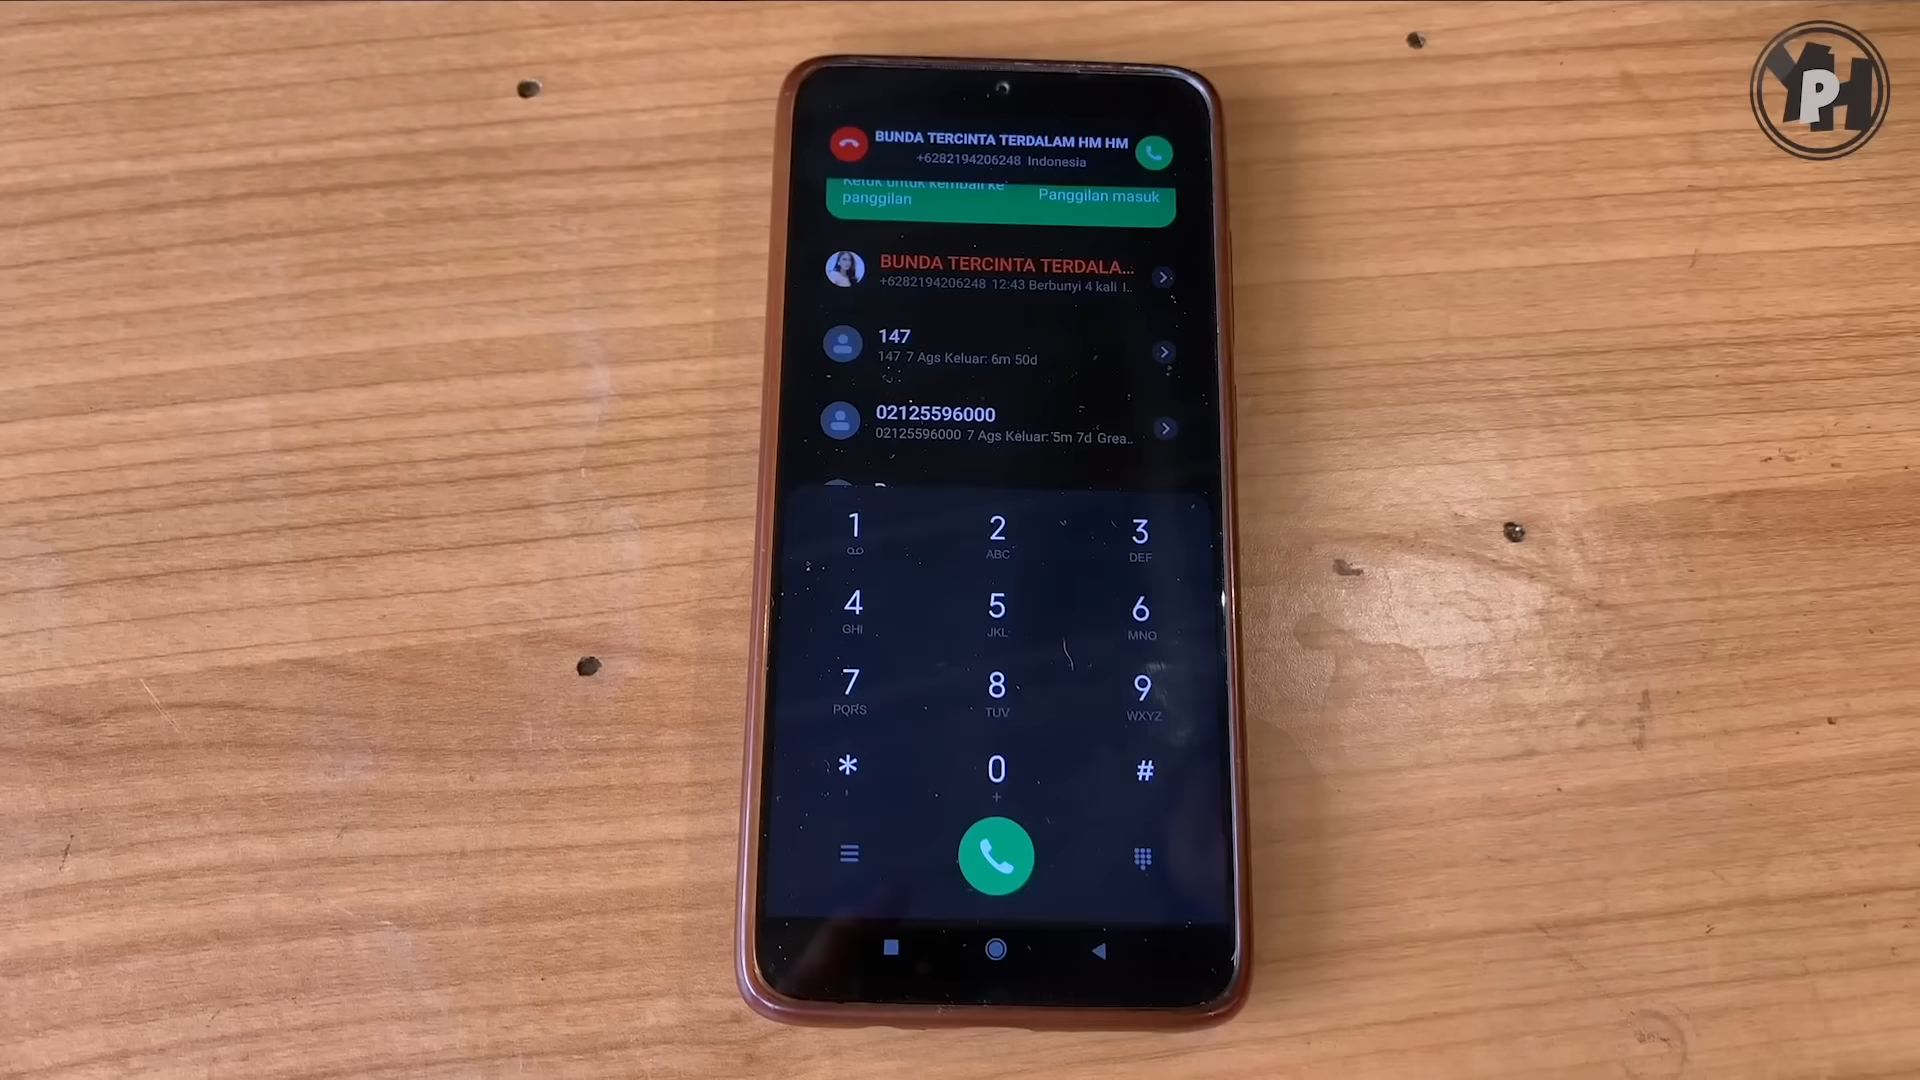 YPH
BUNDA TERCINTA TERDALAM HM HM
+6282194206248 Indonesia
Ketuk untuk kembali ke panggilan
Panggilan masuk
BUNDA TERCINTA TERDALA...
+6282194206248 12:43 Berbunyi 4 kali I..
147
147 7 Ags Keluar: 6m 50d
02125596000
02125596000 7 Ags Keluar: 5m 7d Grea..
1 2 3
ABC DEF
4 5 6
GHI JKL MNO
7 8 9
PQRS TUV WXYZ
* 0 #
, +